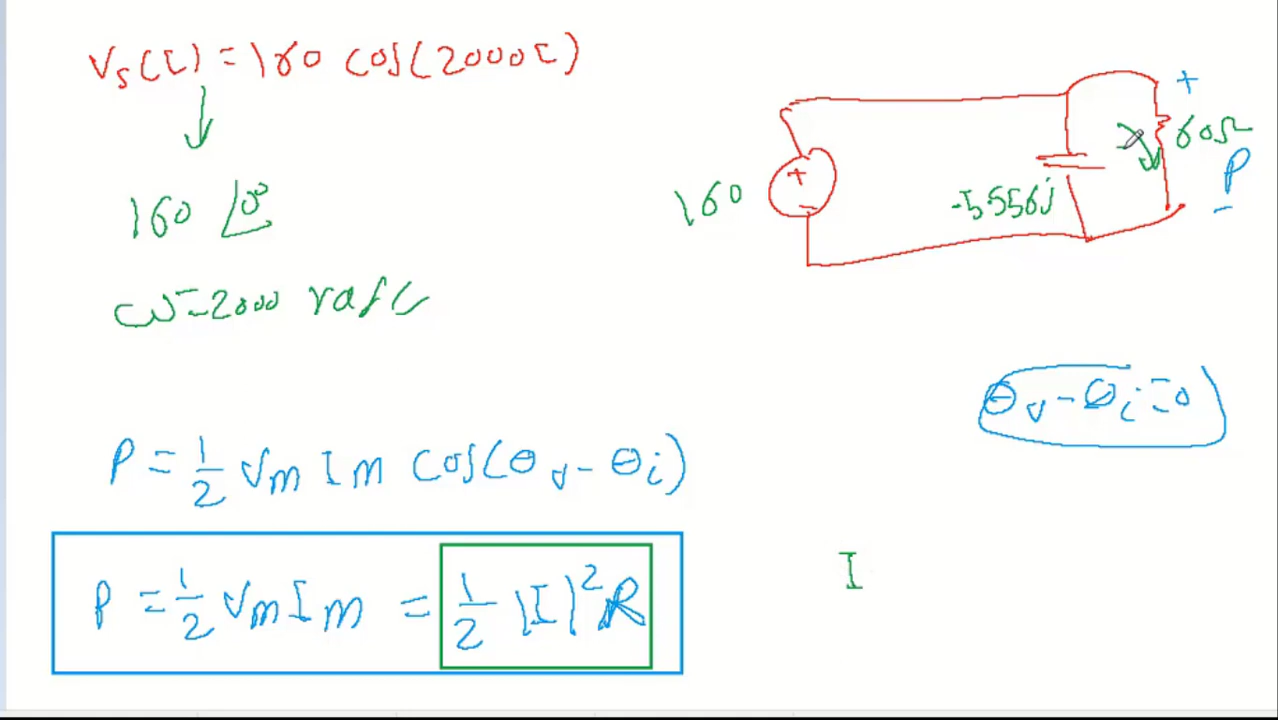 Vs(t) = 160 cos(2000t)
160 ∠0°
ω = 2000 rad/s
160
+
-
-5.556j
+
60Ω
P
-
θv - θi = 0
P = 1/2 Vm Im cos(θv - θi)
P = 1/2 Vm Im = 1/2 |I|² R
I